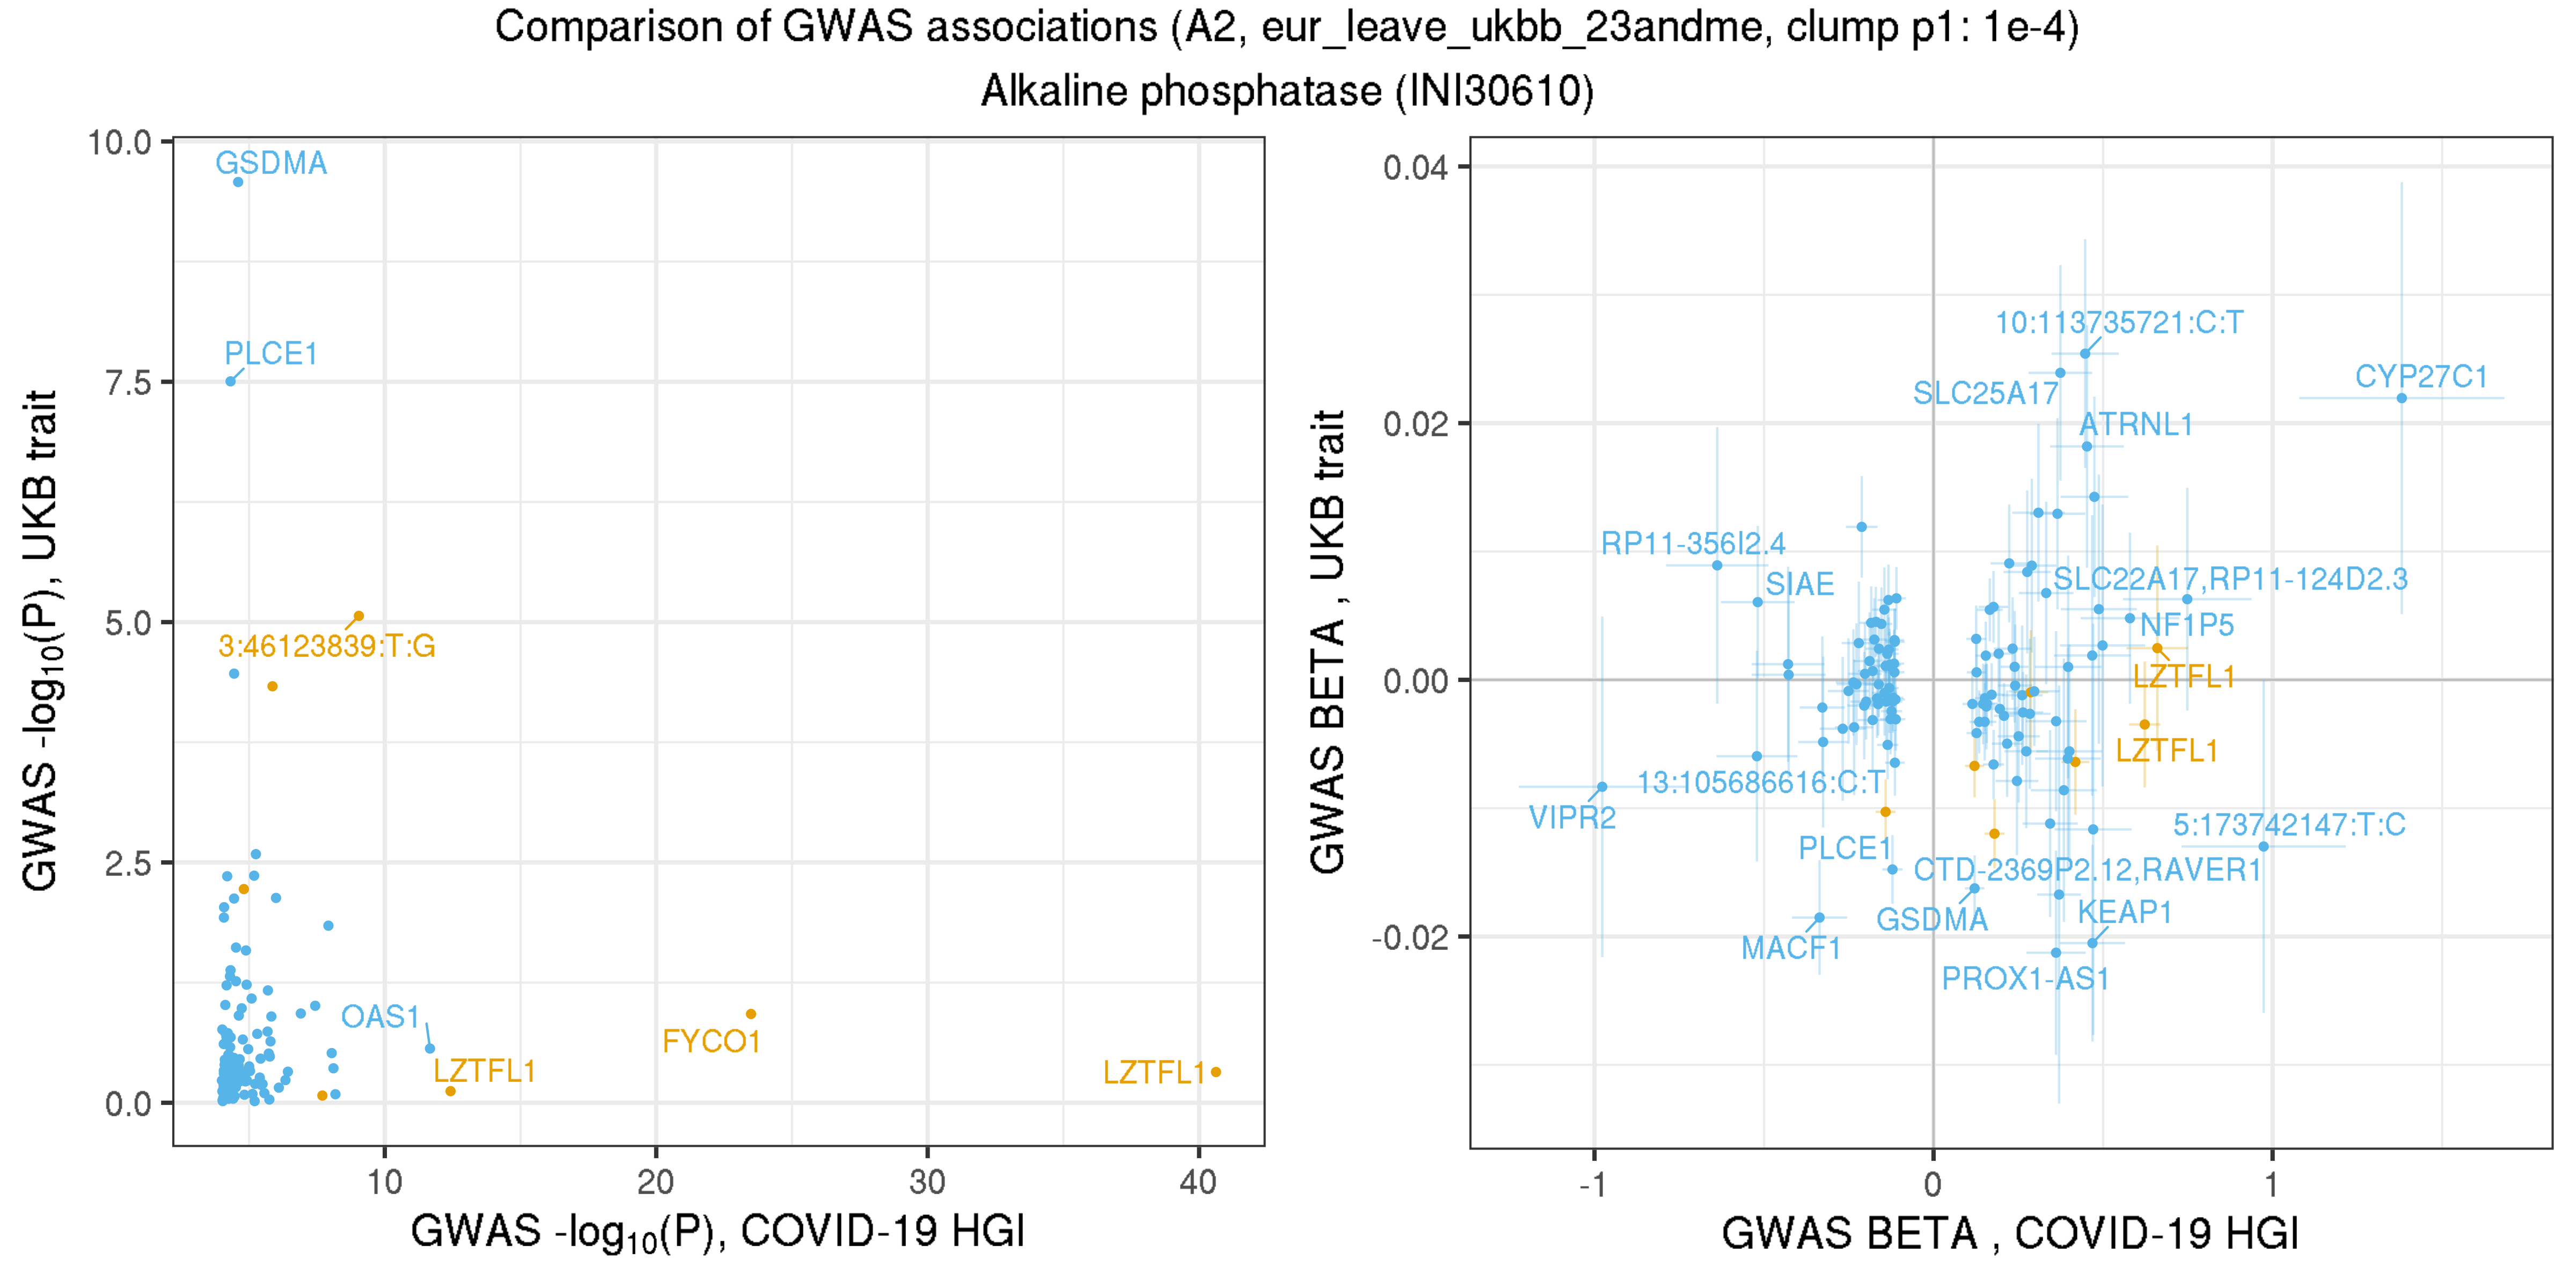 Comparison of GWAS associations (A2, eur_leave_ukbb_23andme, clump p1: 1e-4)
Alkaline phosphatase (INI30610)
GWAS -log10(P), UKB trait
10.0
7.5
5.0
2.5
0.0
GSDMA
PLCE1
3:46123839:T:G
OAS1
LZTFL1
FYCO1
LZTFL1
10
20
30
40
GWAS -log10(P), COVID-19 HGI
GWAS BETA , UKB trait
0.04
0.02
0.00
-0.02
10:113735721:C:T
SLC25A17
CYP27C1
ATRNL1
RP11-356I2.4
SIAE
SLC22A17,RP11-124D2.3
NF1P5
LZTFL1
LZTFL1
13:105686616:C:T
VIPR2
PLCE1
5:173742147:T:C
CTD-2369P2.12,RAVER1
GSDMA
KEAP1
MACF1
PROX1-AS1
-1
0
1
GWAS BETA , COVID-19 HGI